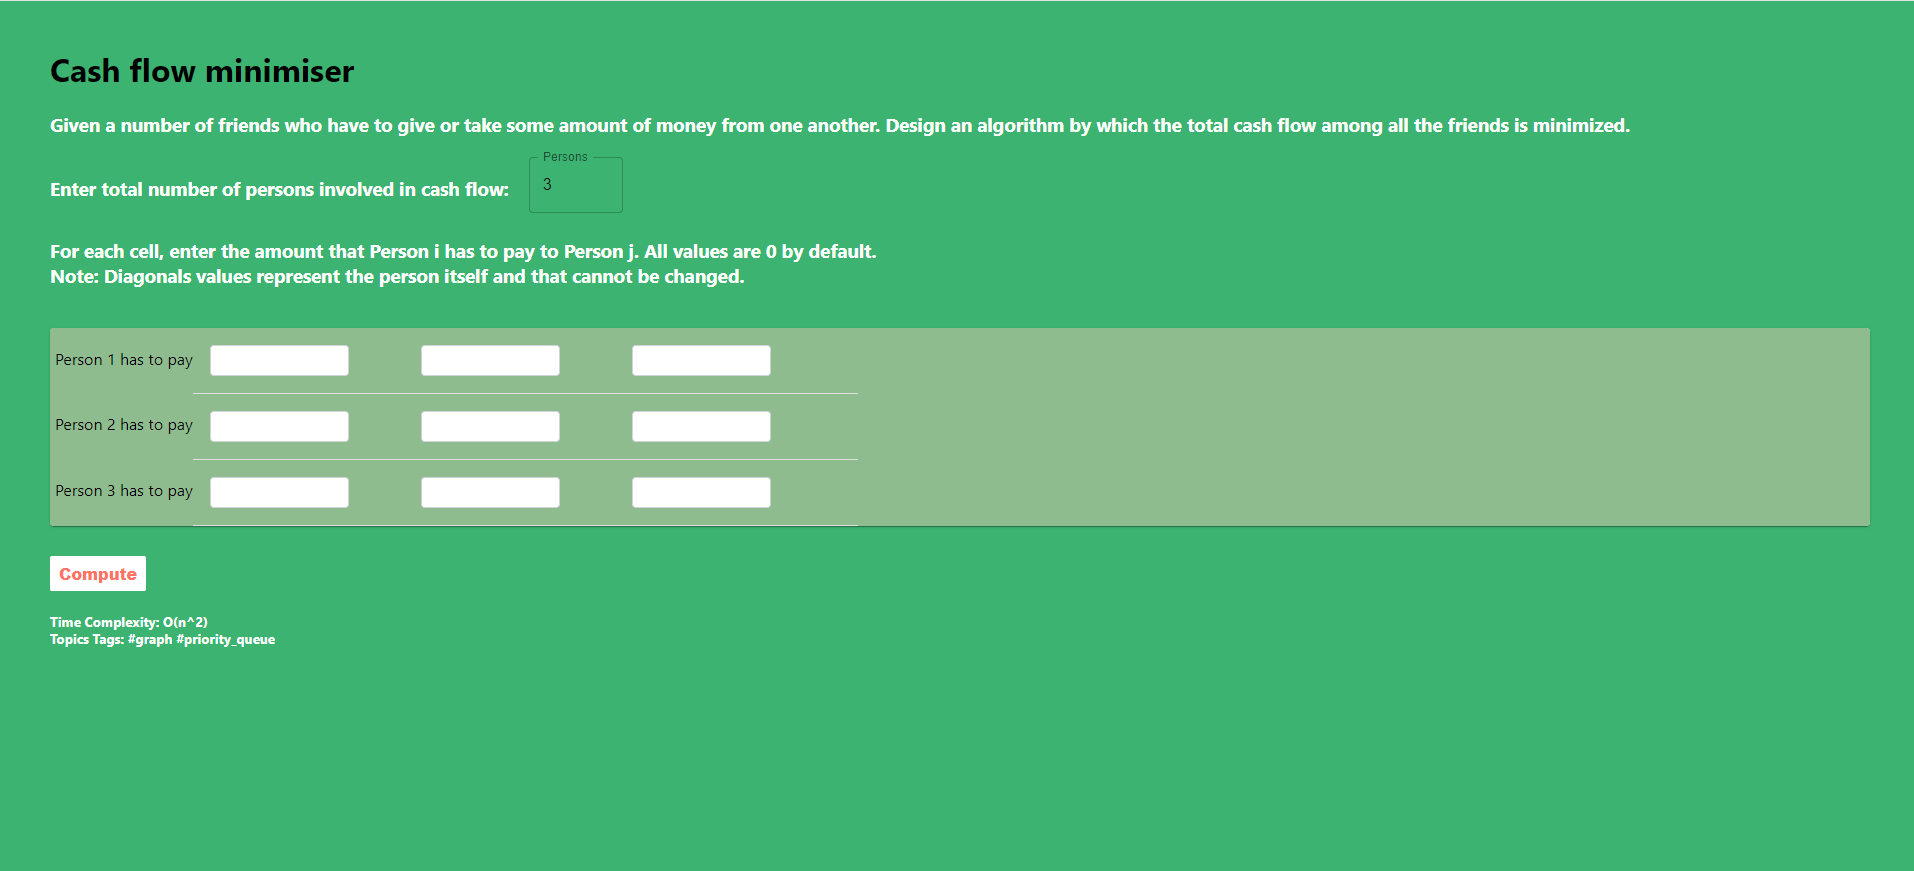 Cash flow minimiser
Given a number of friends who have to give or take some amount of money from one another. Design an algorithm by which the total cash flow among all the friends is minimized.
Persons
Enter total number of persons involved in cash flow: 3
For each cell, enter the amount that Person i has to pay to Person j. All values are 0 by default.
Note: Diagonals values represent the person itself and that cannot be changed.
Person 1 has to pay
Person 2 has to pay
Person 3 has to pay
Compute
Time Complexity: O(n^2)
Topics Tags: #graph #priority_queue